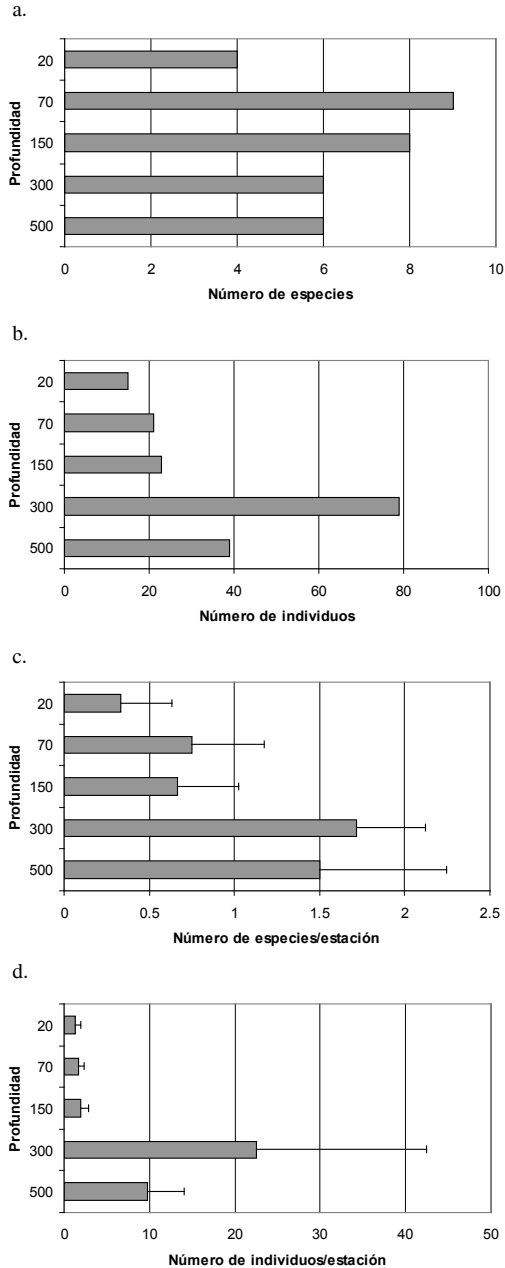 a.
20
70
150
300
500
Profundidad
0 2 4 6 8 10
Número de especies
b.
20
70
150
300
500
Profundidad
0 20 40 60 80 100
Número de individuos
c.
20
70
150
300
500
Profundidad
0 0.5 1 1.5 2 2.5
Número de especies/estación
d.
20
70
150
300
500
Profundidad
0 10 20 30 40 50
Número de individuos/estación